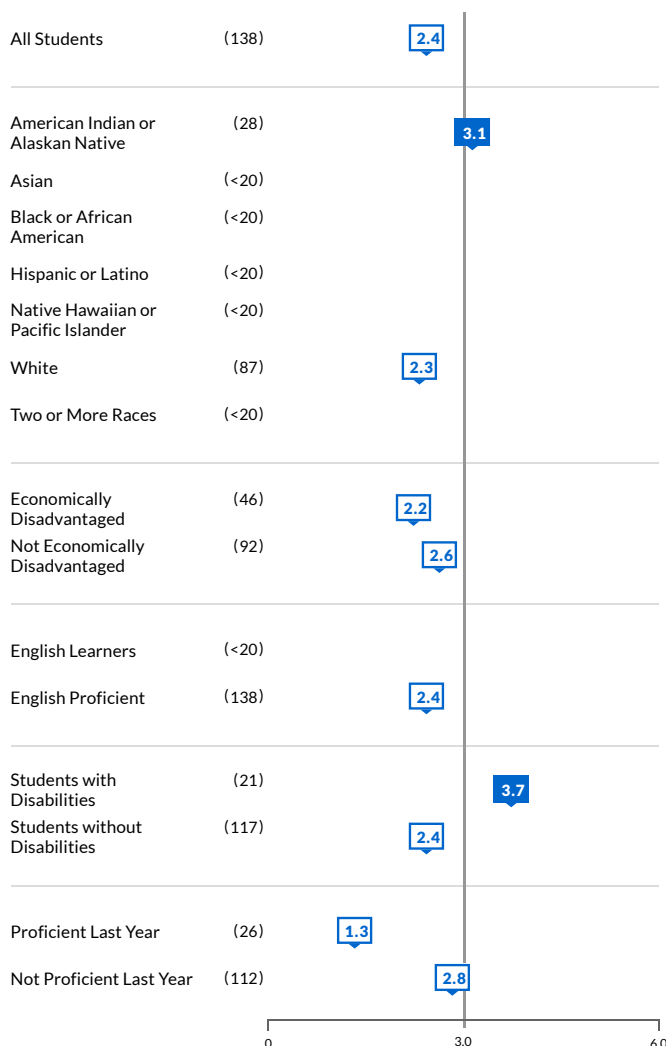 All Students (138) 2.4
American Indian or (28) 3.1
Alaskan Native
Asian (<20)
Black or African (<20)
American
Hispanic or Latino (<20)
Native Hawaiian or (<20)
Pacific Islander
White (87) 2.3
Two or More Races (<20)
Economically (46) 2.2
Disadvantaged
Not Economically (92) 2.6
Disadvantaged
English Learners (<20)
English Proficient (138) 2.4
Students with (21) 3.7
Disabilities
Students without (117) 2.4
Disabilities
Proficient Last Year (26) 1.3
Not Proficient Last Year (112) 2.8
0 3.0 6.0